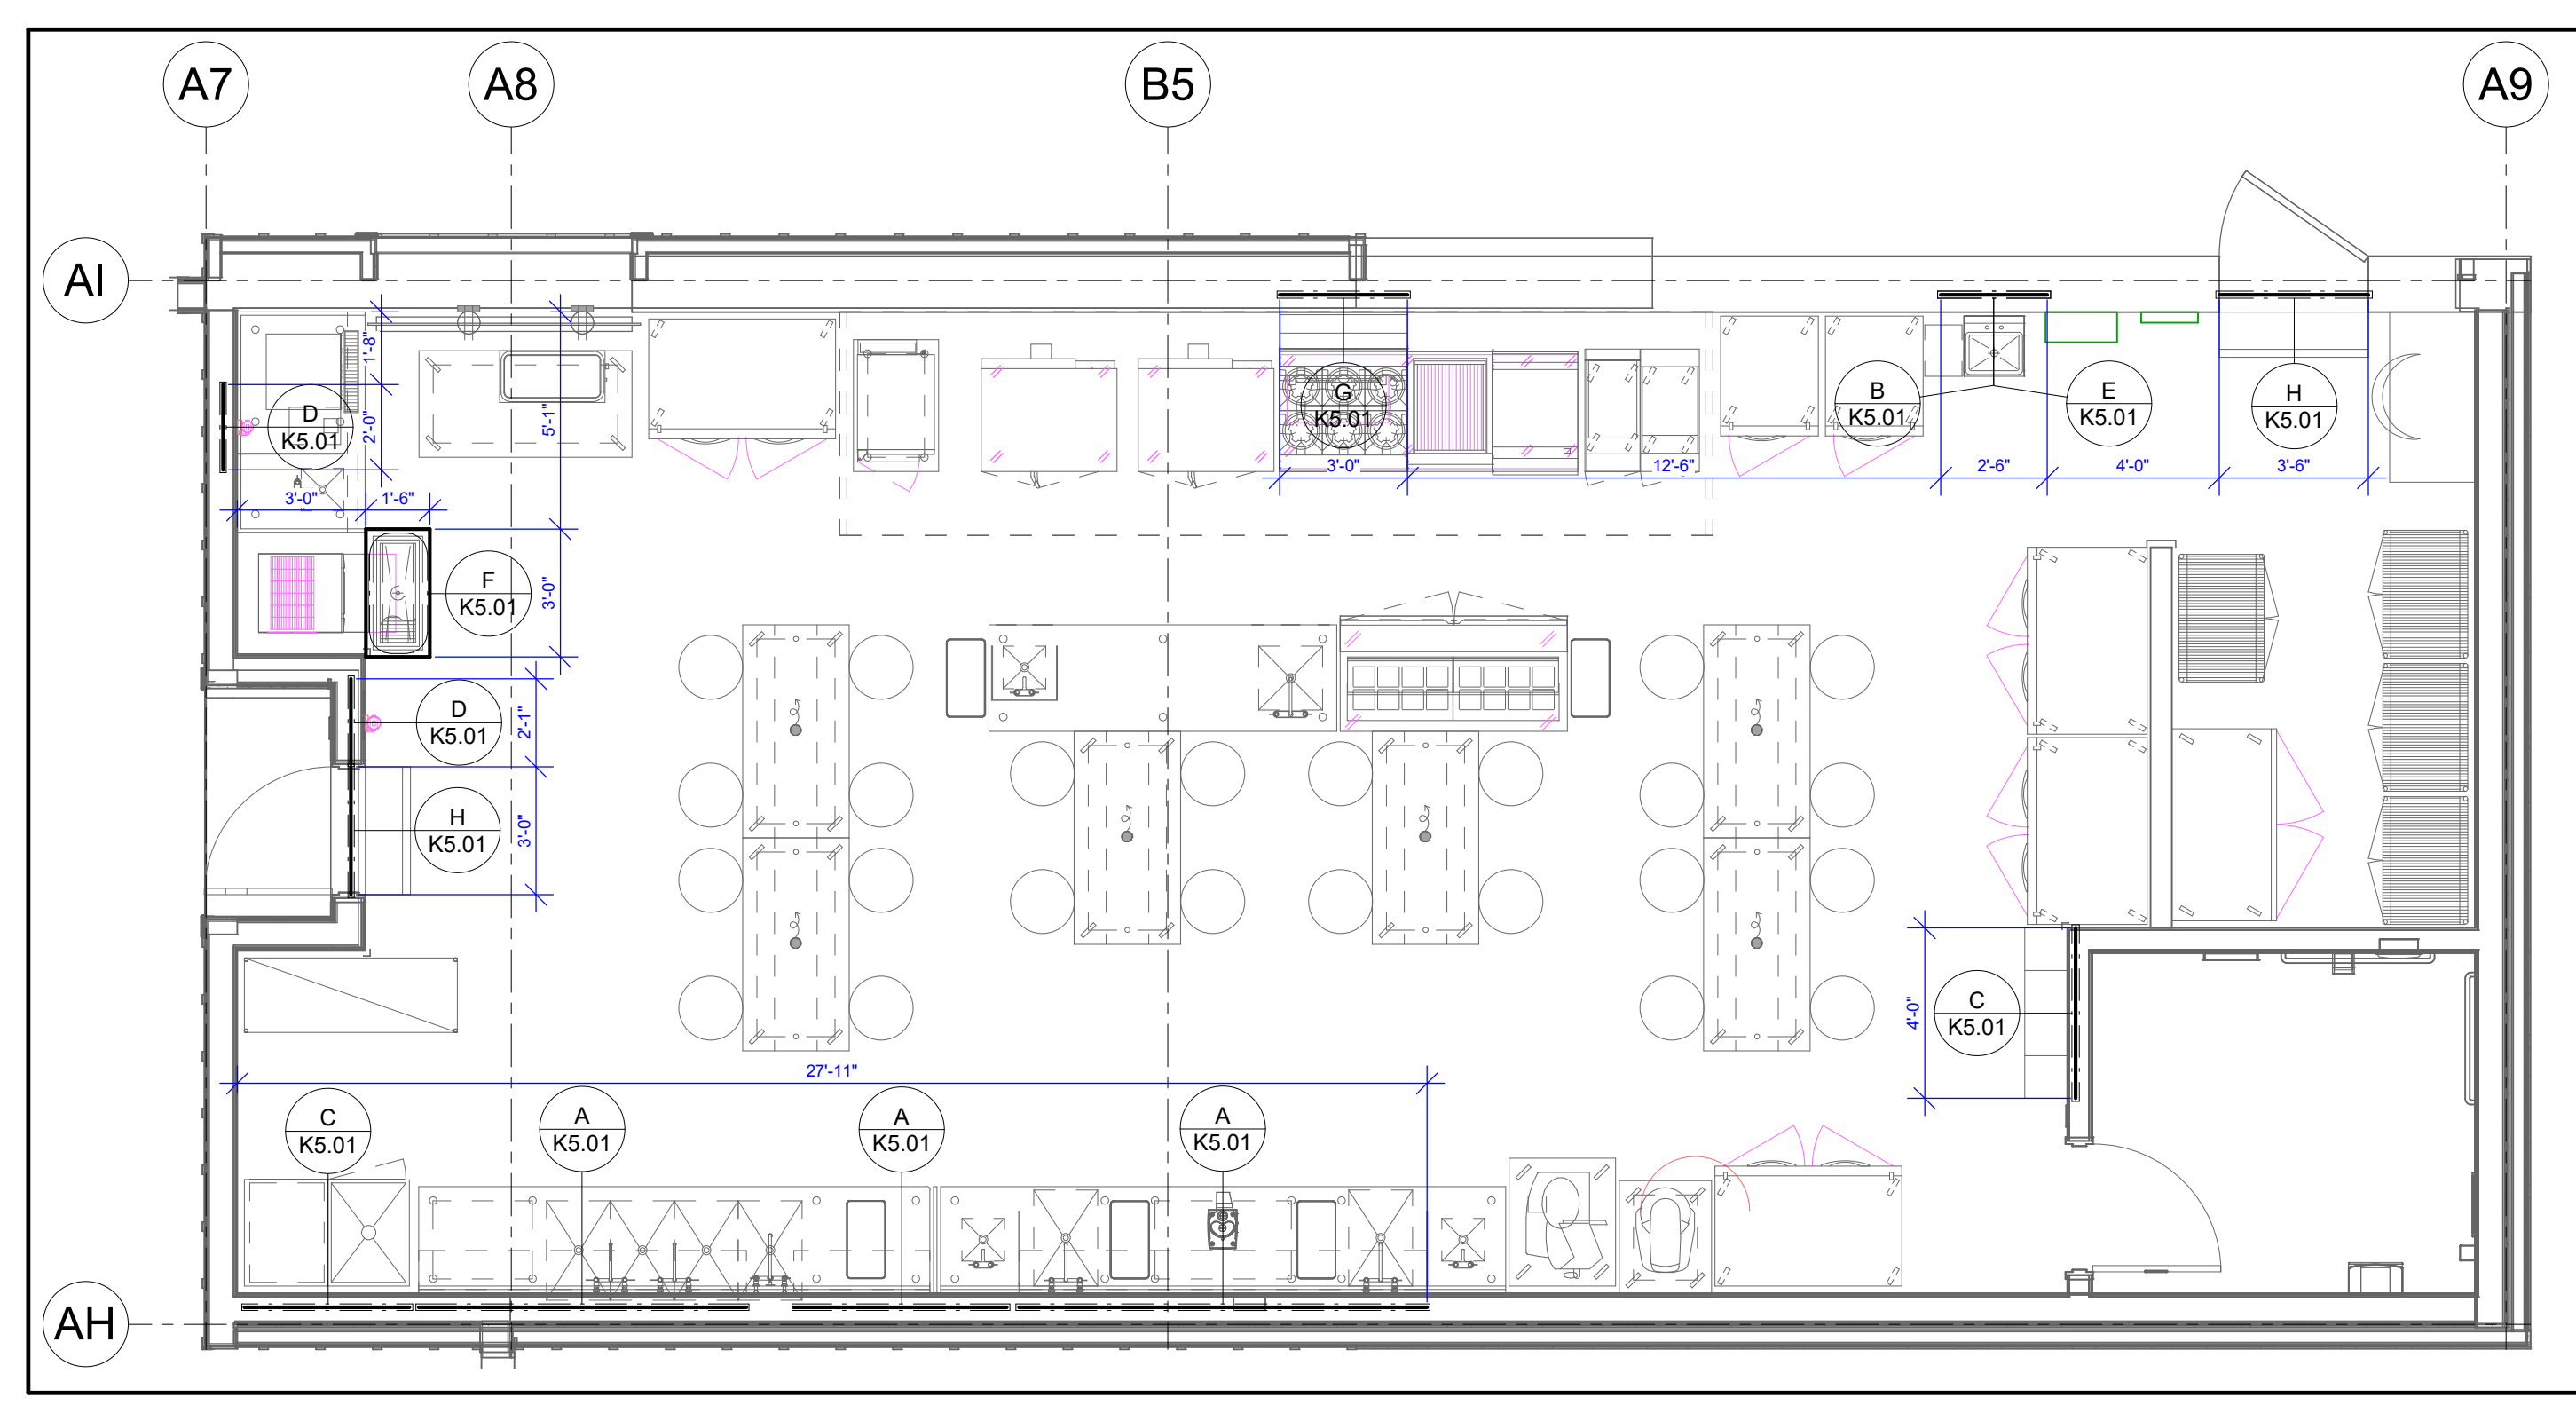 A7
A8
B5
A9
AI
1'-8"
2'-0"
5'-1"
D
K5.01
G
K5.01
B
K5.01
E
K5.01
H
K5.01
3'-0"
12'-6"
2'-6"
4'-0"
3'-6"
3'-0"
1'-6"
F
K5.01
3'-0"
D
K5.01
2'-1"
H
K5.01
3'-0"
C
K5.01
4'-0"
27'-11"
C
K5.01
A
K5.01
A
K5.01
A
K5.01
AH